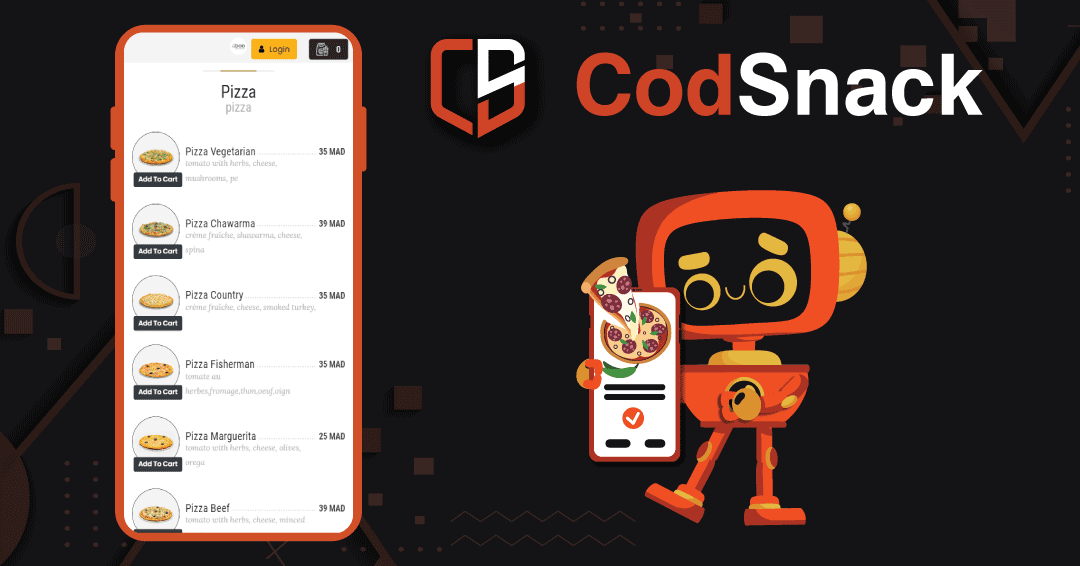 Login
0
Pizza
pizza
Pizza Vegetarian 35 MAD
tomato with herbs, cheese,
mushrooms, pe
Add To Cart
Pizza Chawarma 39 MAD
crème fraîche, shawarma, cheese,
spina
Add To Cart
Pizza Country 35 MAD
crème fraîche, cheese, smoked turkey,
Add To Cart
Pizza Fisherman 35 MAD
tomate au
herbes,fromage,thon,oeuf,oign
Add To Cart
Pizza Marguerita 25 MAD
tomato with herbs, cheese, olives,
orega
Add To Cart
Pizza Beef 39 MAD
tomato with herbs, cheese, minced
CodSnack